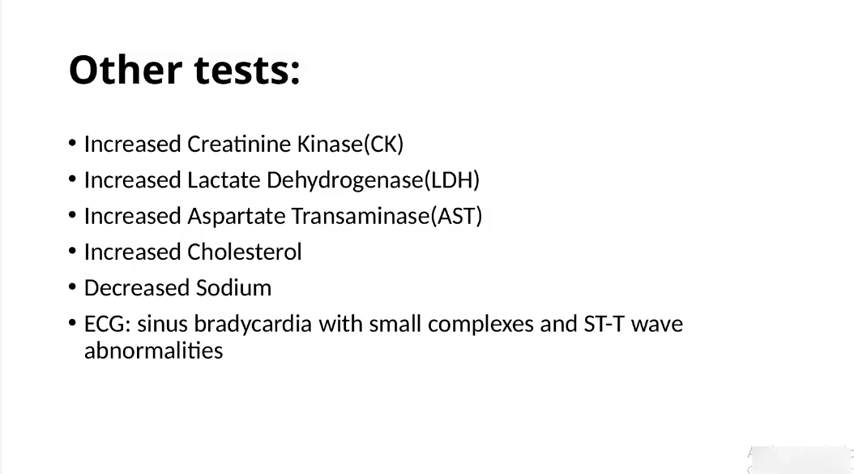 Other tests:
• Increased Creatinine Kinase(CK)
• Increased Lactate Dehydrogenase(LDH)
• Increased Aspartate Transaminase(AST)
• Increased Cholesterol
• Decreased Sodium
• ECG: sinus bradycardia with small complexes and ST-T wave
abnormalities